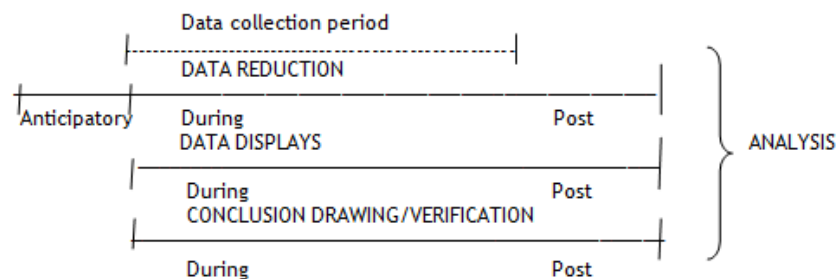 Data collection period
DATA REDUCTION
Anticipatory During Post
DATA DISPLAYS
ANALYSIS
During Post
CONCLUSION DRAWING/VERIFICATION
During Post